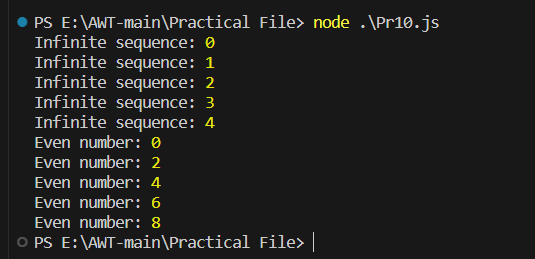 PS E:\AWT-main\Practical File> node .\Pr10.js
Infinite sequence: 0
Infinite sequence: 1
Infinite sequence: 2
Infinite sequence: 3
Infinite sequence: 4
Even number: 0
Even number: 2
Even number: 4
Even number: 6
Even number: 8
PS E:\AWT-main\Practical File>